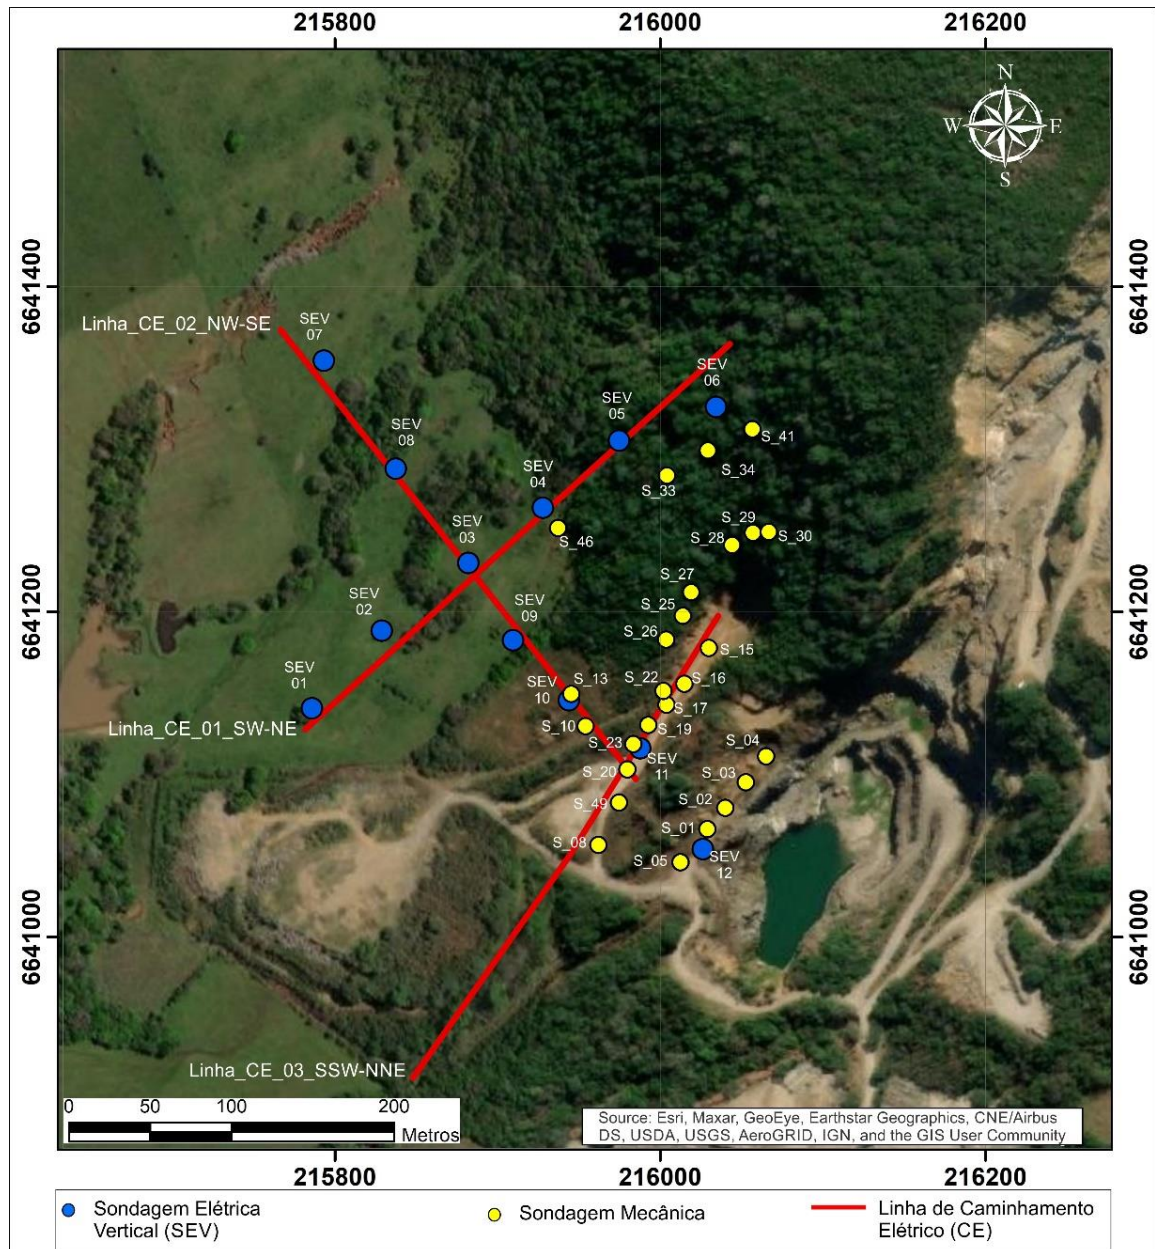 215800
216000
216200
N
W
E
S
6641400
6641400
Linha_CE_02_NW-SE
SEV
07
SEV
06
SEV
05
S_41
SEV
08
S_34
S_33
SEV
04
SEV
03
S_46
S_29
S_28
S_30
S_27
6641200
6641200
SEV
02
SEV
09
S_25
S_26
S_15
SEV
01
SEV
10
S_13
S_22
S_16
S_17
Linha_CE_01_SW-NE
S_10
S_19
S_23
SEV
11
S_04
S_20
S_03
S_49
S_02
S_01
S_08
S_05
SEV
12
6641000
6641000
Linha_CE_03_SSW-NNE
0
50
100
200
Metros
Source: Esri, Maxar, GeoEye, Earthstar Geographics, CNE/Airbus
DS, USDA, USGS, AeroGRID, IGN, and the GIS User Community
215800
216000
216200
Sondagem Elétrica
Vertical (SEV)
Sondagem Mecânica
Linha de Caminhamento
Elétrico (CE)